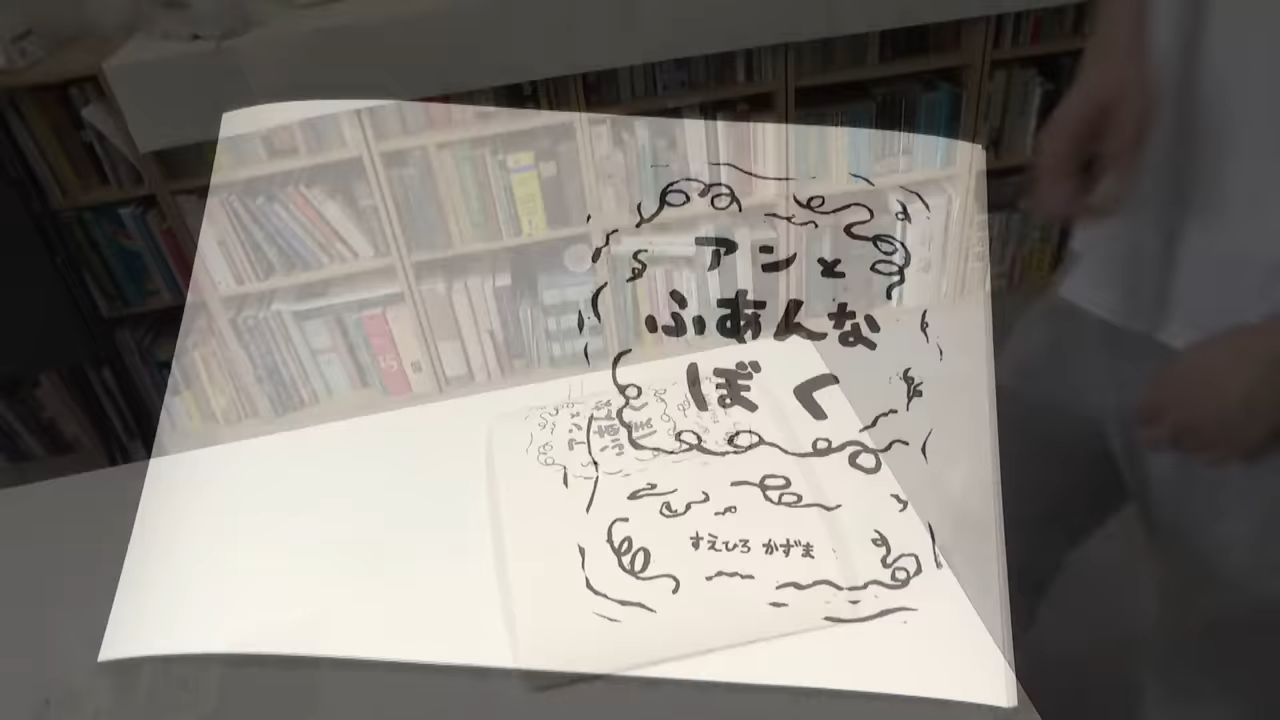 アンと
ふあんな
ぼく
すえひろ かずま